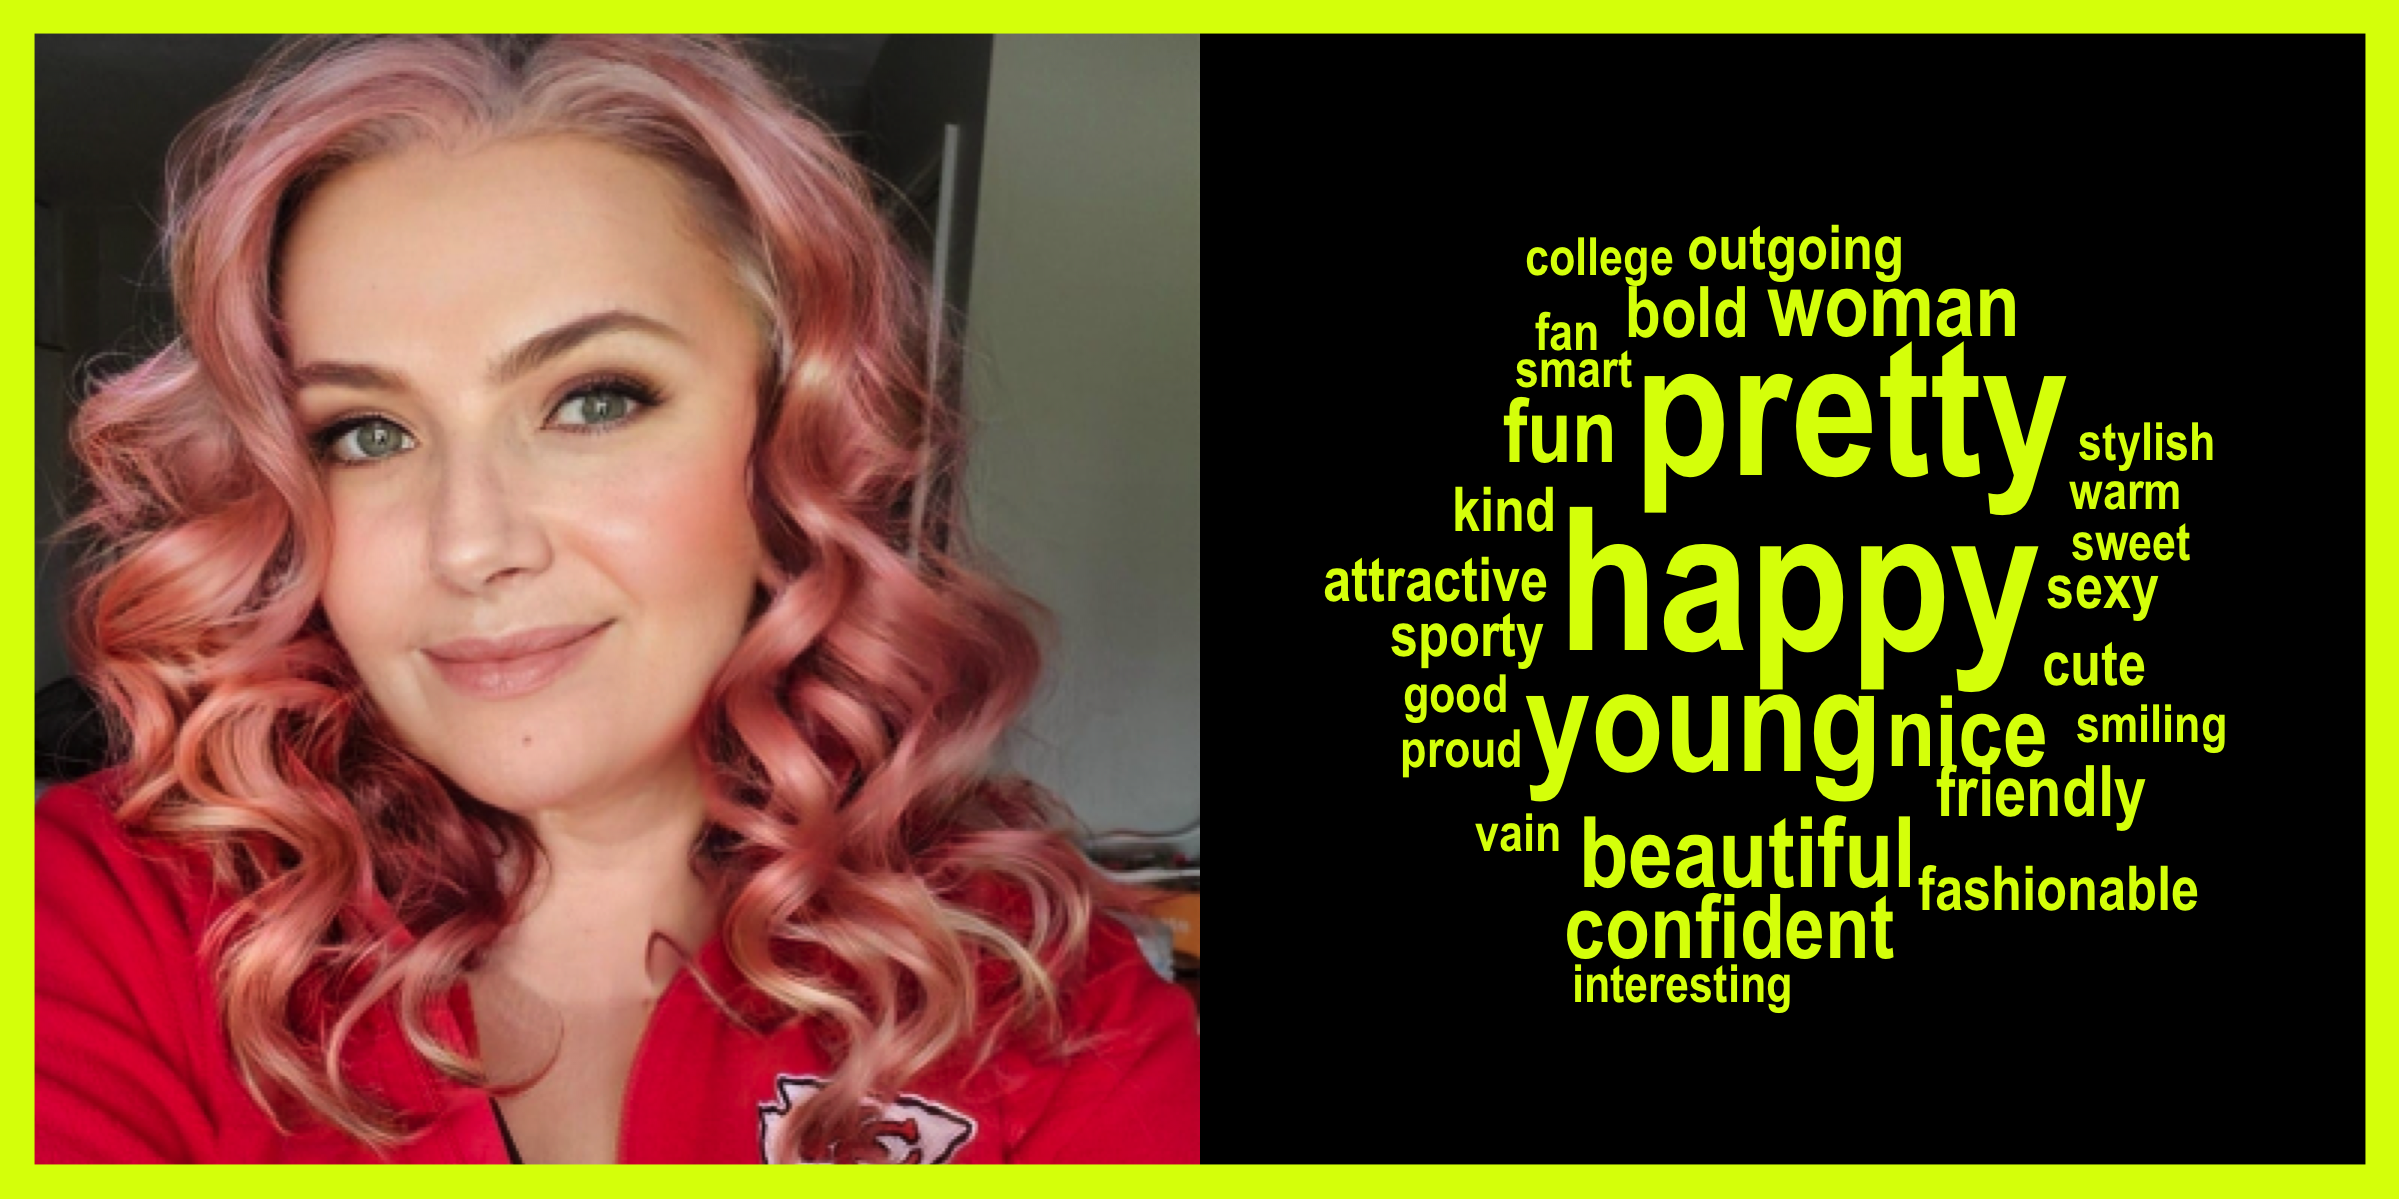 college outgoing
fan bold woman
smart pretty
fun stylish
warm
kind happy sweet
attractive sexy
sporty cute
good young nice smiling
proud friendly
vain beautiful fashionable
confident
interesting